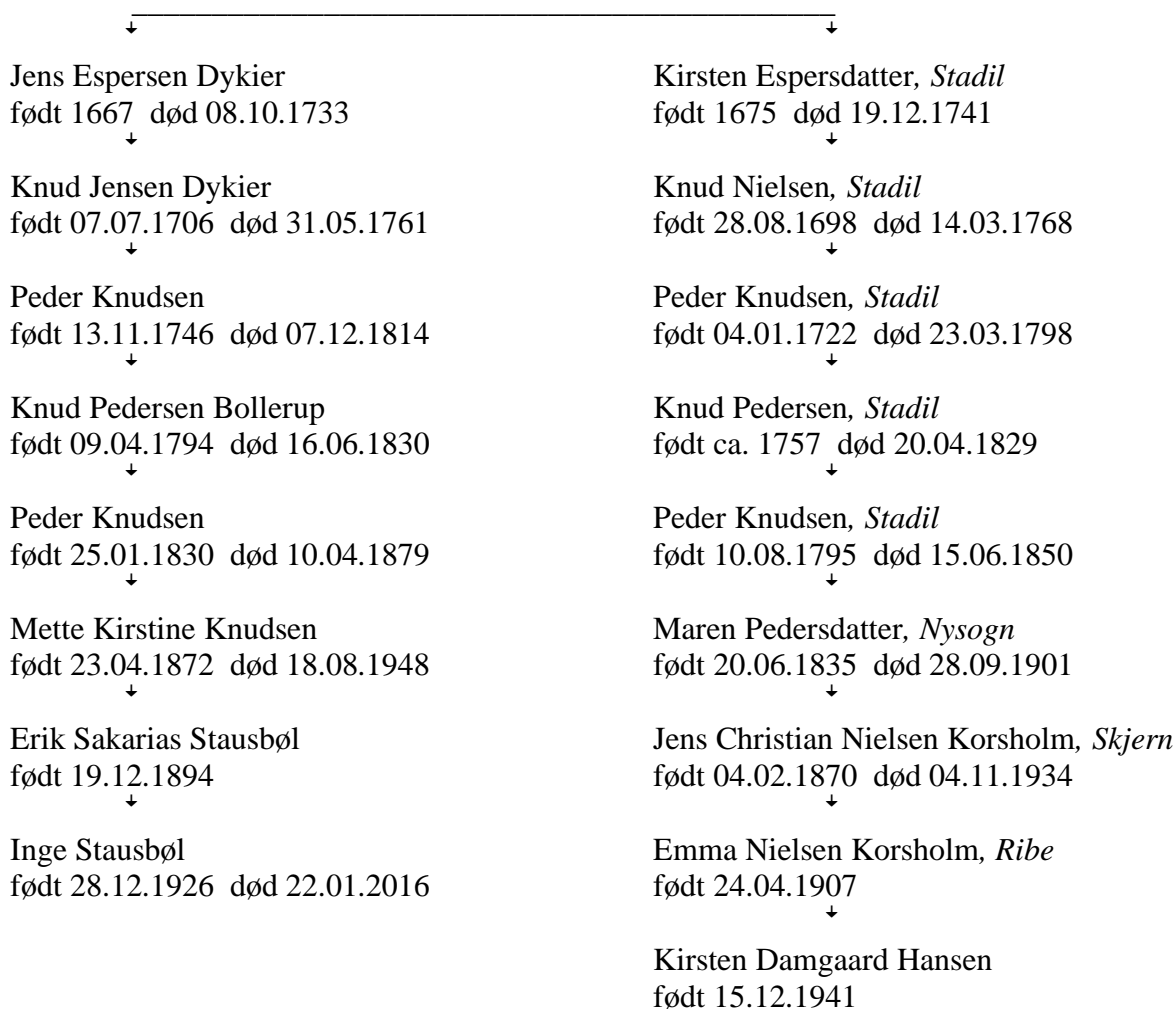 Jens Espersen Dykier
født 1667 død 08.10.1733
Knud Jensen Dykier
født 07.07.1706 død 31.05.1761
Peder Knudsen
født 13.11.1746 død 07.12.1814
Knud Pedersen Bollerup
født 09.04.1794 død 16.06.1830
Peder Knudsen
født 25.01.1830 død 10.04.1879
Mette Kirstine Knudsen
født 23.04.1872 død 18.08.1948
Erik Sakarias Stausbøl
født 19.12.1894
Inge Stausbøl
født 28.12.1926 død 22.01.2016
Kirsten Espersdatter, Stadil
født 1675 død 19.12.1741
Knud Nielsen, Stadil
født 28.08.1698 død 14.03.1768
Peder Knudsen, Stadil
født 04.01.1722 død 23.03.1798
Knud Pedersen, Stadil
født ca. 1757 død 20.04.1829
Peder Knudsen, Stadil
født 10.08.1795 død 15.06.1850
Maren Pedersdatter, Nysogn
født 20.06.1835 død 28.09.1901
Jens Christian Nielsen Korsholm, Skjern
født 04.02.1870 død 04.11.1934
Emma Nielsen Korsholm, Ribe
født 24.04.1907
Kirsten Damgaard Hansen
født 15.12.1941